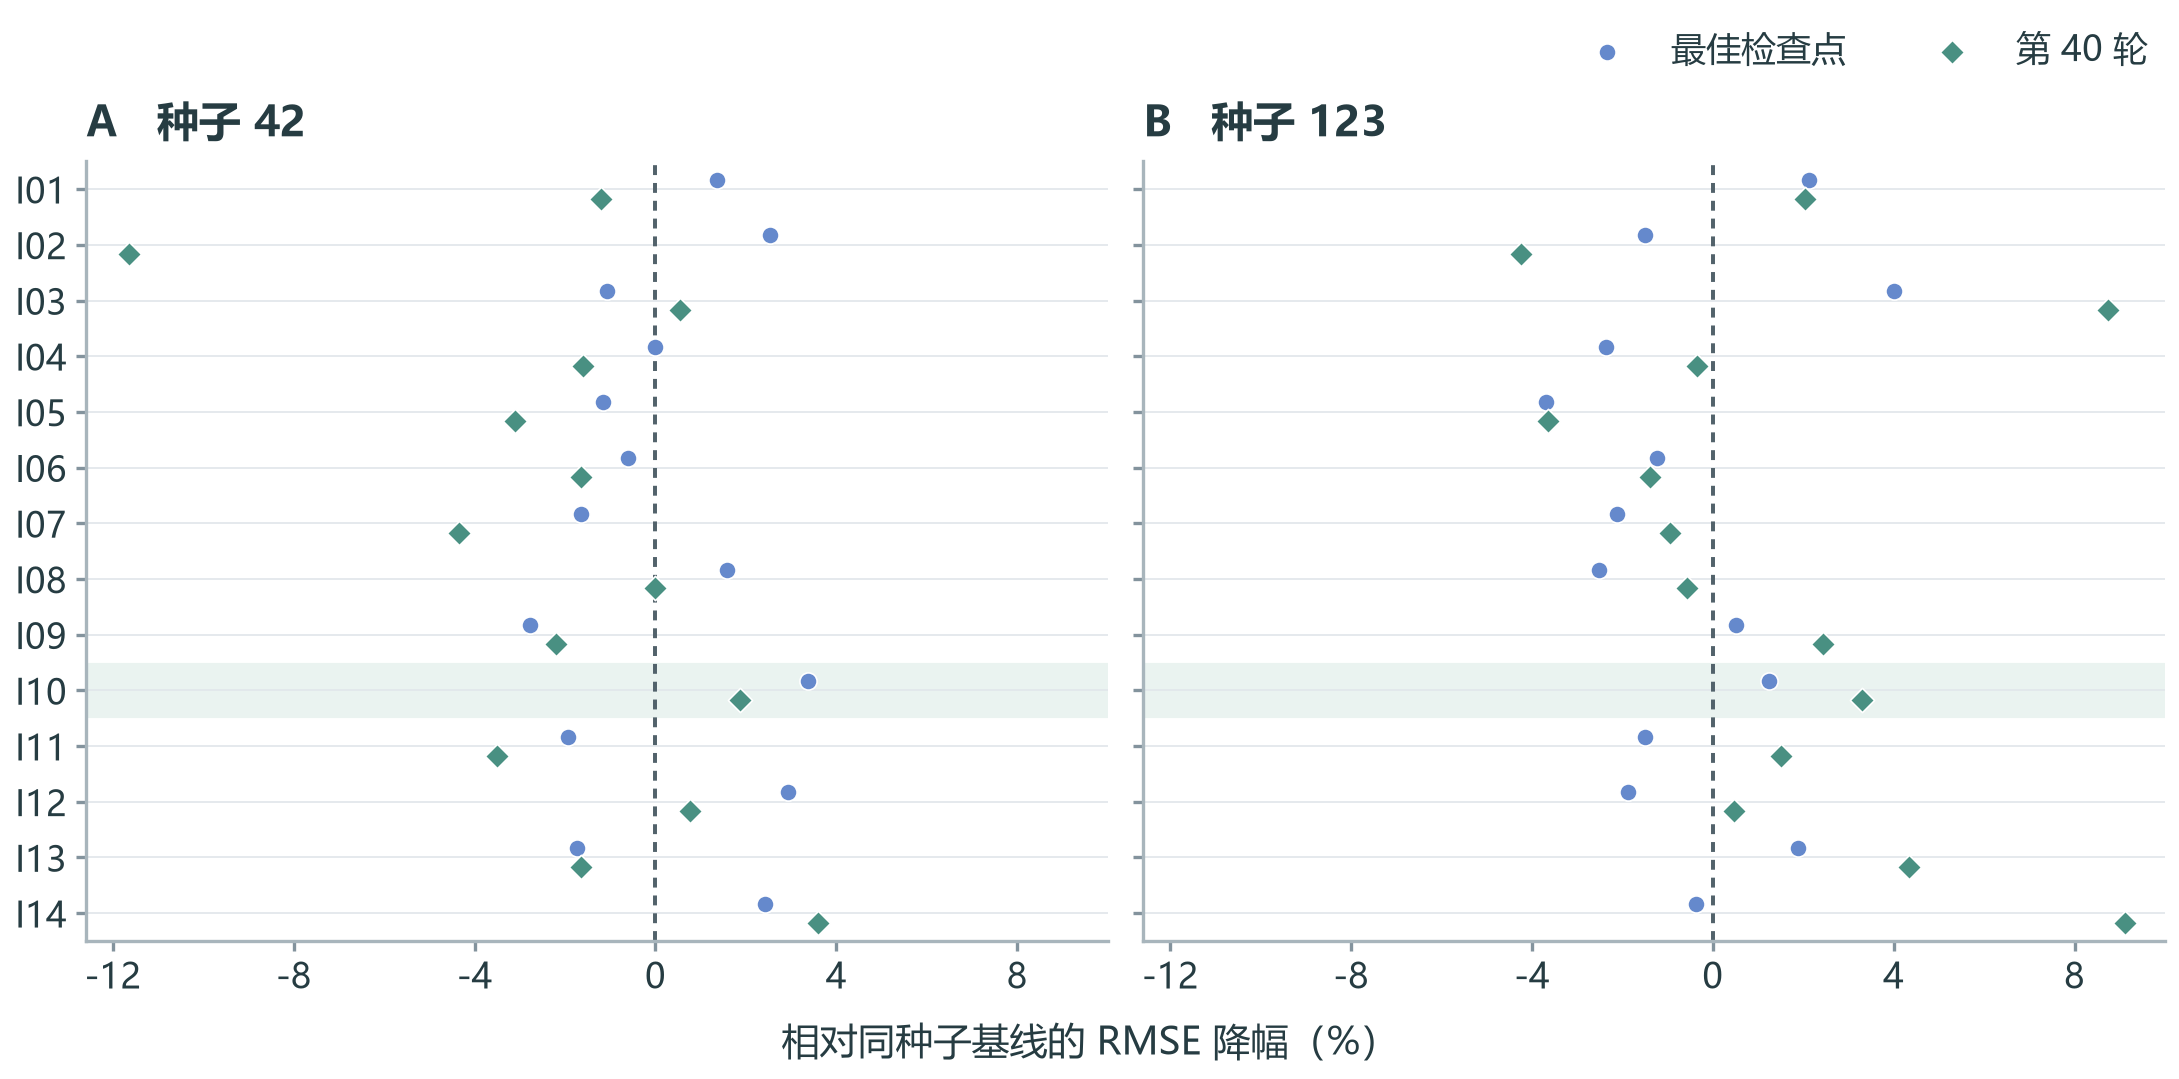 最佳检查点 第 40 轮
A 种子 42
B 种子 123
I01
I02
I03
I04
I05
I06
I07
I08
I09
I10
I11
I12
I13
I14
-12 -8 -4 0 4 8
-12 -8 -4 0 4 8
相对同种子基线的 RMSE 降幅（%）